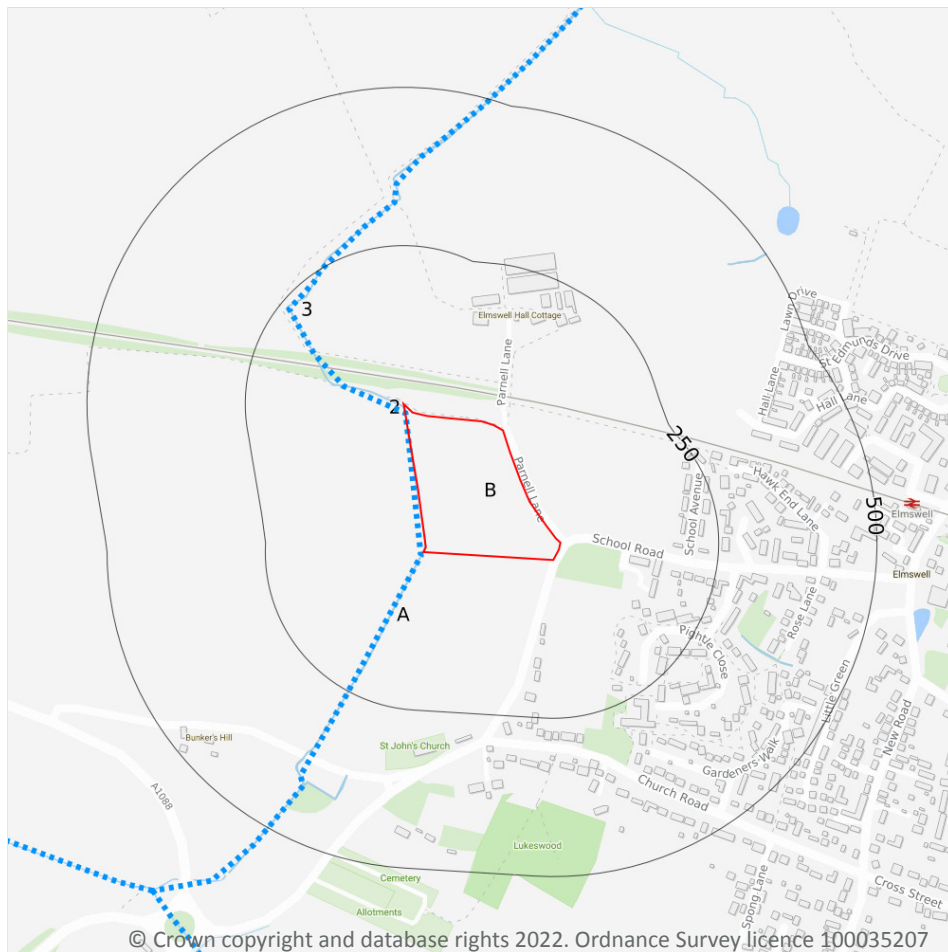 Lawn Drive
3
Elmswell Hall Cottage
St Edmunds Drive
Parnell Lane
Hall Lane
Hall Lane
2
250
Parnell Lane
B
Hawk End Lane
School Avenue
500
Elmswell
School Road
Elmswell
A
Rose Lane
Pightle Close
Little Green
New Road
Bunker's Hill
St John's Church
Gardeners Walk
A1088
Church Road
Lukeswood
Cemetery
Allotments
Cross Street
Spong Lane
© Crown copyright and database rights 2022. Ordnance Survey licence 100035207